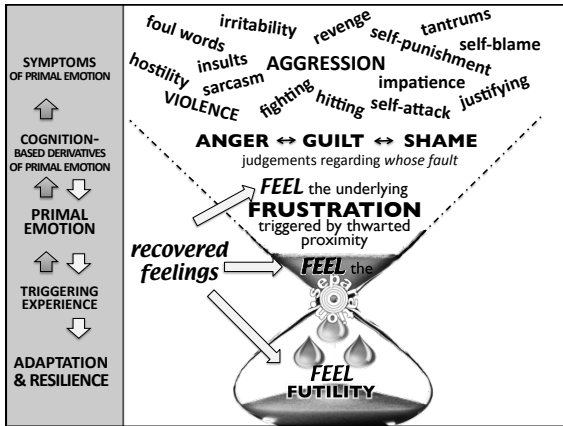 SYMPTOMS
OF PRIMAL EMOTION
COGNITION-
BASED DERIVATIVES
OF PRIMAL EMOTION
PRIMAL
EMOTION
TRIGGERING
EXPERIENCE
ADAPTATION
& RESILIENCE
foul words
irritability
revenge
tantrums
self-punishment
self-blame
hostility
insults
sarcasm
AGGRESSION
impatience
VIOLENCE
fighting
hitting
self-attack
justifying
ANGER ↔ GUILT ↔ SHAME
judgements regarding whose fault
FEEL the underlying
FRUSTRATION
triggered by thwarted
proximity
recovered
feelings
FEEL the
FEEL
FUTILITY